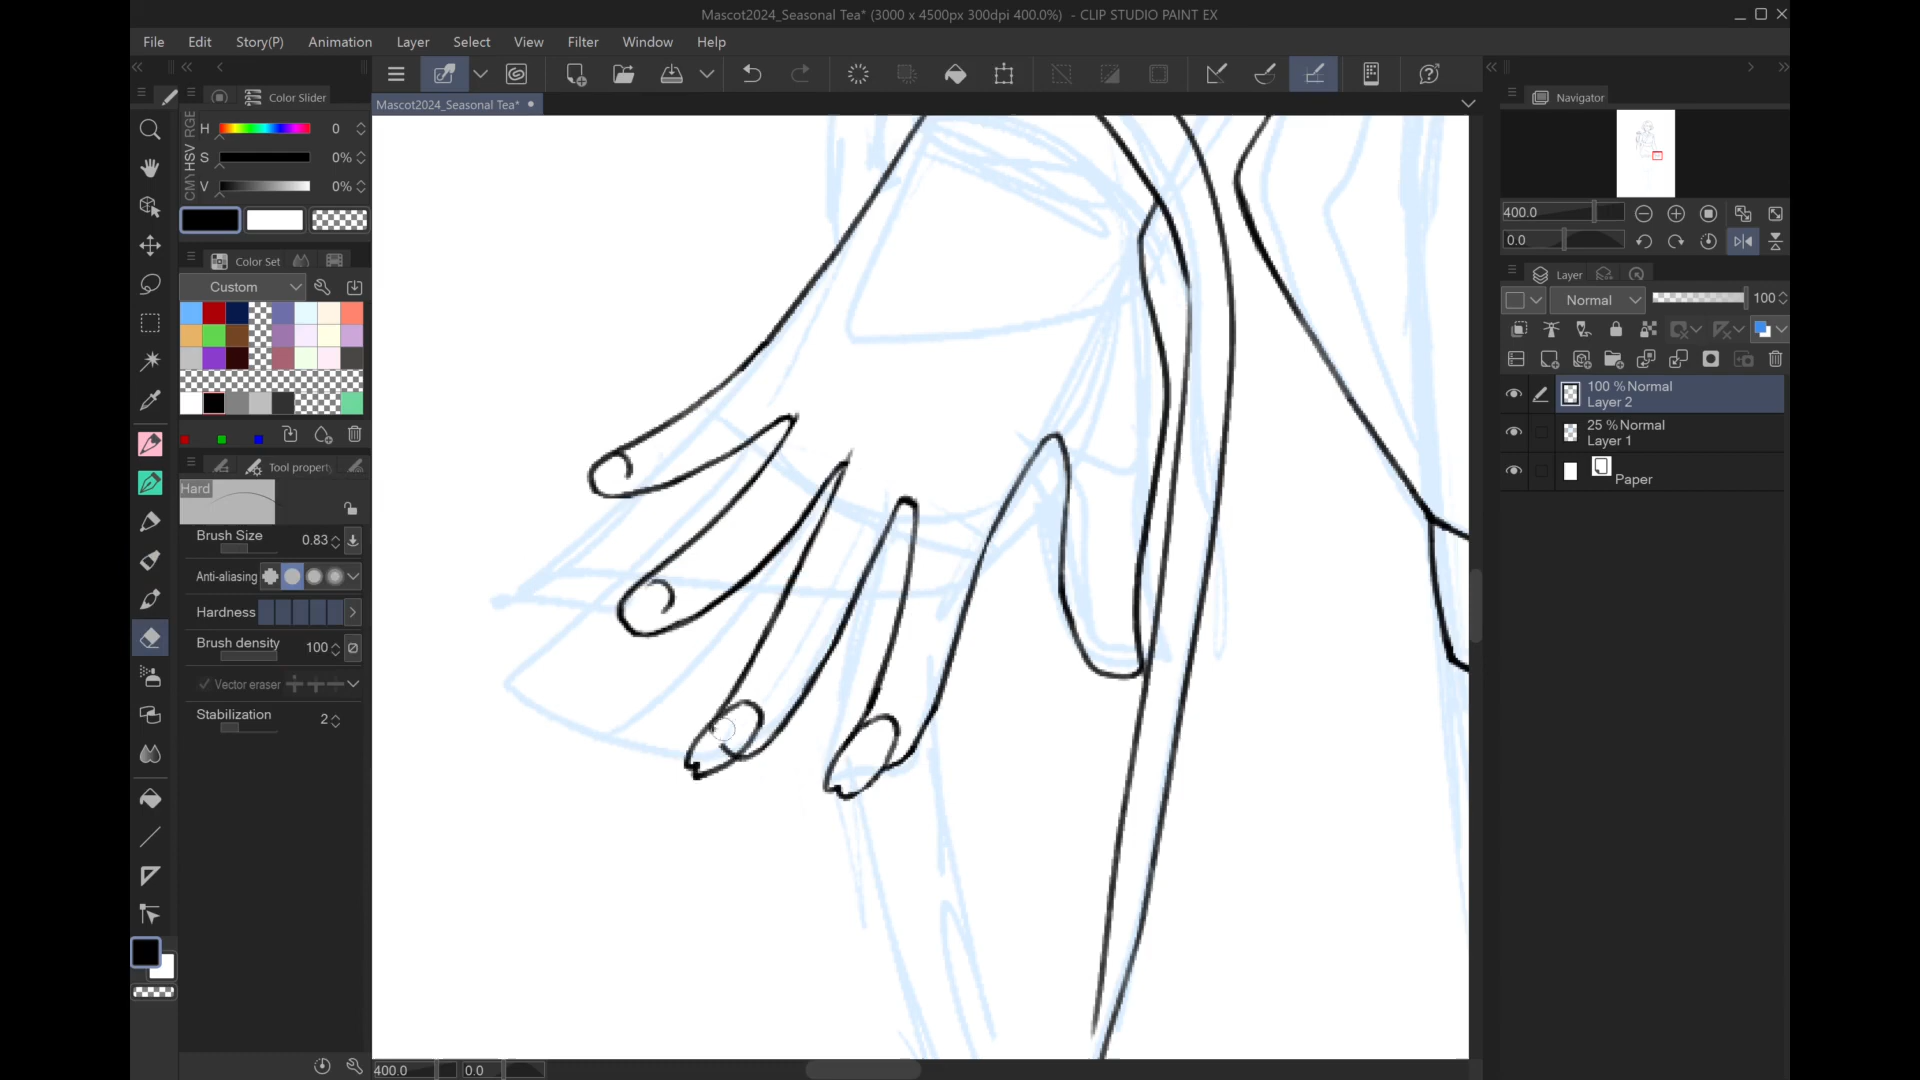 Mascot2024_Seasonal Tea* (3000 x 4500px 300dpi 400.0%) - CLIP STUDIO PAINT EX
File Edit Story(P) Animation Layer Select View Filter Window Help
Mascot2024_Seasonal Tea*
Color Slider
RGB
HSV
CMY
H 0
S 0%
V 0%
Color Set
Custom
Tool property
Hard
Brush Size 0.83
Anti-aliasing
Hardness
Brush density 100
Vector eraser
Stabilization 2
400.0 0.0
Navigator
400.0
0.0
Layer
Normal 100
100 % Normal
Layer 2
25 % Normal
Layer 1
Paper